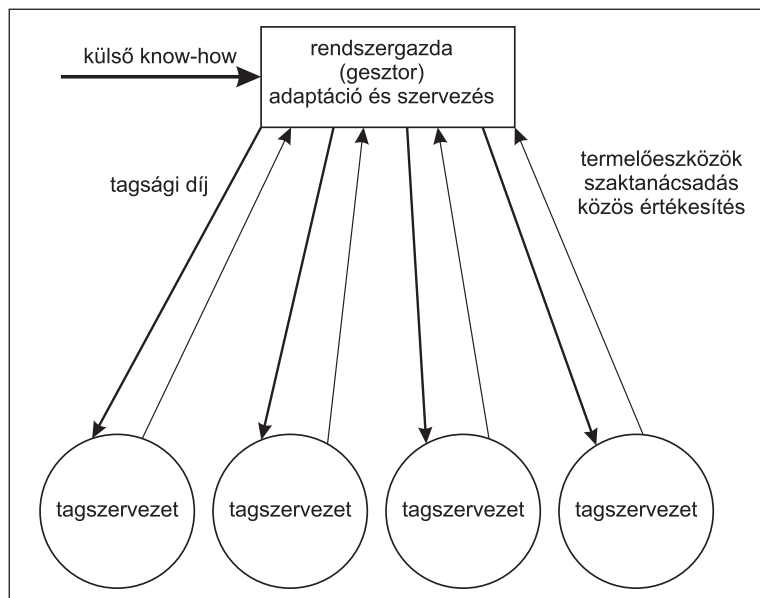 külső know-how
rendszergazda
(gesztor)
adaptáció és szervezés
tagsági díj
termelőeszközök
szaktanácsadás
közös értékesítés
tagszervezet
tagszervezet
tagszervezet
tagszervezet